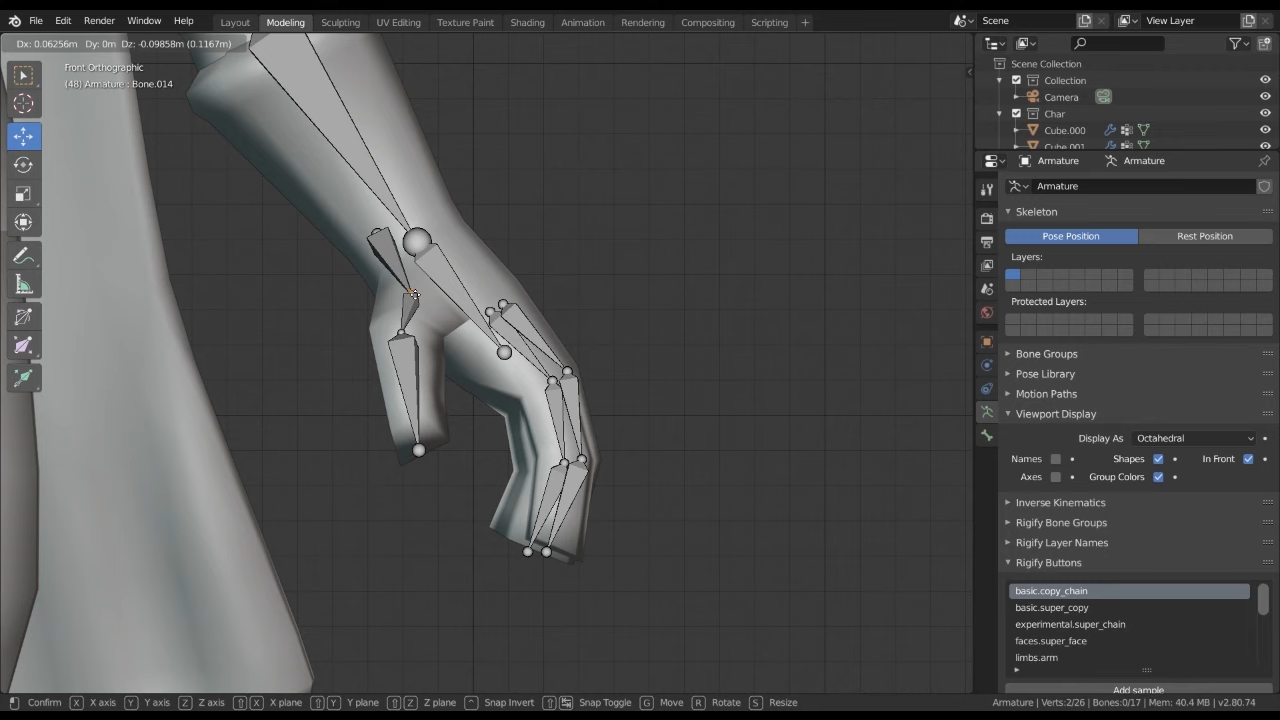 File Edit Render Window Help Layout Modeling Sculpting UV Editing Texture Paint Shading Animation Rendering Compositing Scripting + Scene View Layer
Dx: 0.06256m Dy: 0m Dz: -0.09858m (0.1167m)
Front Orthographic
(48) Armature : Bone.014
Scene Collection
Collection
Camera
Char
Cube.000
Cube.001
Armature Armature
Armature
Skeleton
Pose Position Rest Position
Layers:
Protected Layers:
Bone Groups
Pose Library
Motion Paths
Viewport Display
Display As Octahedral
Names Shapes In Front
Axes Group Colors
Inverse Kinematics
Rigify Bone Groups
Rigify Layer Names
Rigify Buttons
basic.copy_chain
basic.super_copy
experimental.super_chain
faces.super_face
limbs.arm
Add sample
Confirm X X axis Y Y axis Z Z axis X X plane Y Y plane Z Z plane Snap Invert Snap Toggle G Move R Rotate S Resize Armature | Verts:2/26 | Bones:0/17 | Mem: 40.4 MB | v2.80.74